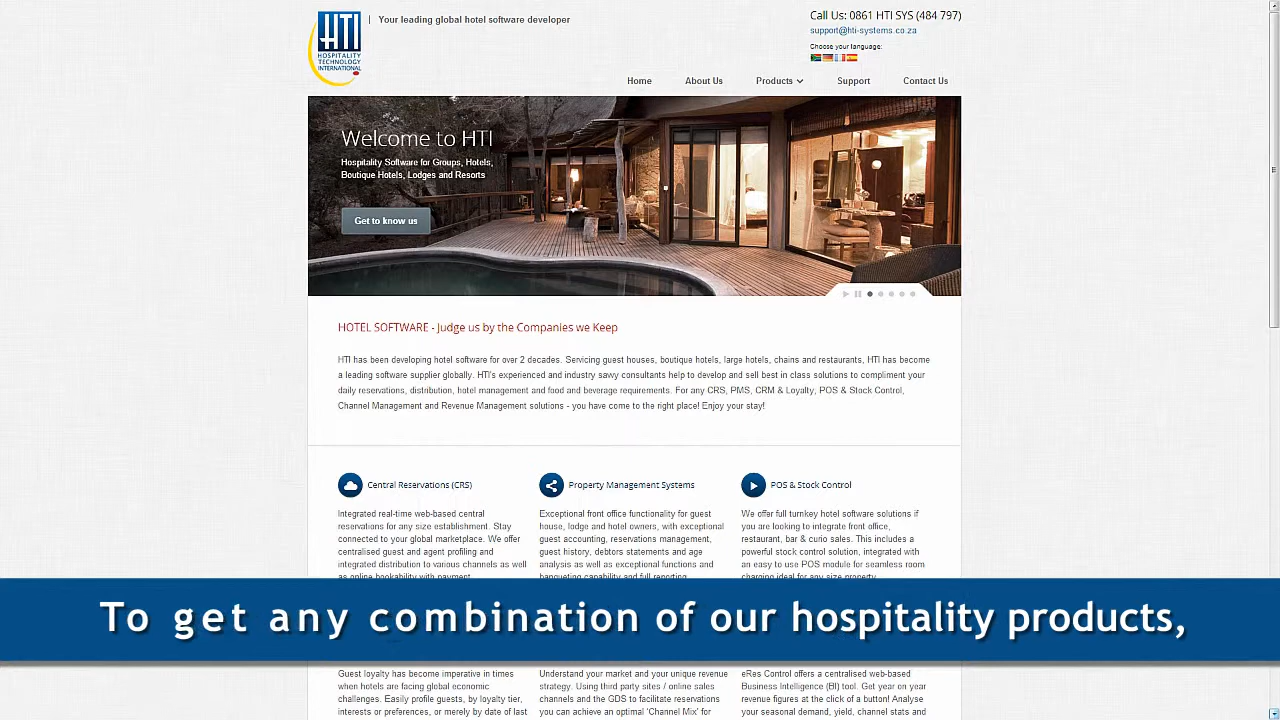 HTI
HOSPITALITY
TECHNOLOGY
INTERNATIONAL
| Your leading global hotel software developer
Call Us: 0861 HTI SYS (484 797)
support@hti-systems.co.za
Choose your language:
Home About Us Products Support Contact Us
Welcome to HTI
Hospitality Software for Groups, Hotels,
Boutique Hotels, Lodges and Resorts
Get to know us
HOTEL SOFTWARE - Judge us by the Companies we Keep
HTI has been developing hotel software for over 2 decades. Servicing guest houses, boutique hotels, large hotels, chains and restaurants, HTI has become
a leading software supplier globally. HTI's experienced and industry savvy consultants help to develop and sell best in class solutions to compliment your
daily reservations, distribution, hotel management and food and beverage requirements. For any CRS, PMS, CRM & Loyalty, POS & Stock Control,
Channel Management and Revenue Management solutions - you have come to the right place! Enjoy your stay!
Central Reservations (CRS)
Integrated real-time web-based central
reservations for any size establishment. Stay
connected to your global marketplace. We offer
centralised guest and agent profiling and
integrated distribution to various channels as well
as online bookability with payment
Property Management Systems
Exceptional front office functionality for guest
house, lodge and hotel owners, with exceptional
guest accounting, reservations management,
guest history, debtors statements and age
analysis as well as exceptional functions and
banqueting capability and full reporting
POS & Stock Control
We offer full turnkey hotel software solutions if
you are looking to integrate front office,
restaurant, bar & curio sales. This includes a
powerful stock control solution, integrated with
an easy to use POS module for seamless room
charging ideal for any size property
To get any combination of our hospitality products,
Guest loyalty has become imperative in times
when hotels are facing global economic
challenges. Easily profile guests, by loyalty tier,
interests or preferences, or merely by date of last
Understand your market and your unique revenue
strategy. Using third party sites / online sales
channels and the GDS to facilitate reservations
you can achieve an optimal 'Channel Mix' for
eRes Control offers a centralised web-based
Business Intelligence (BI) tool. Get year on year
revenue figures at the click of a button! Analyse
your seasonal demand, yield, channel stats and